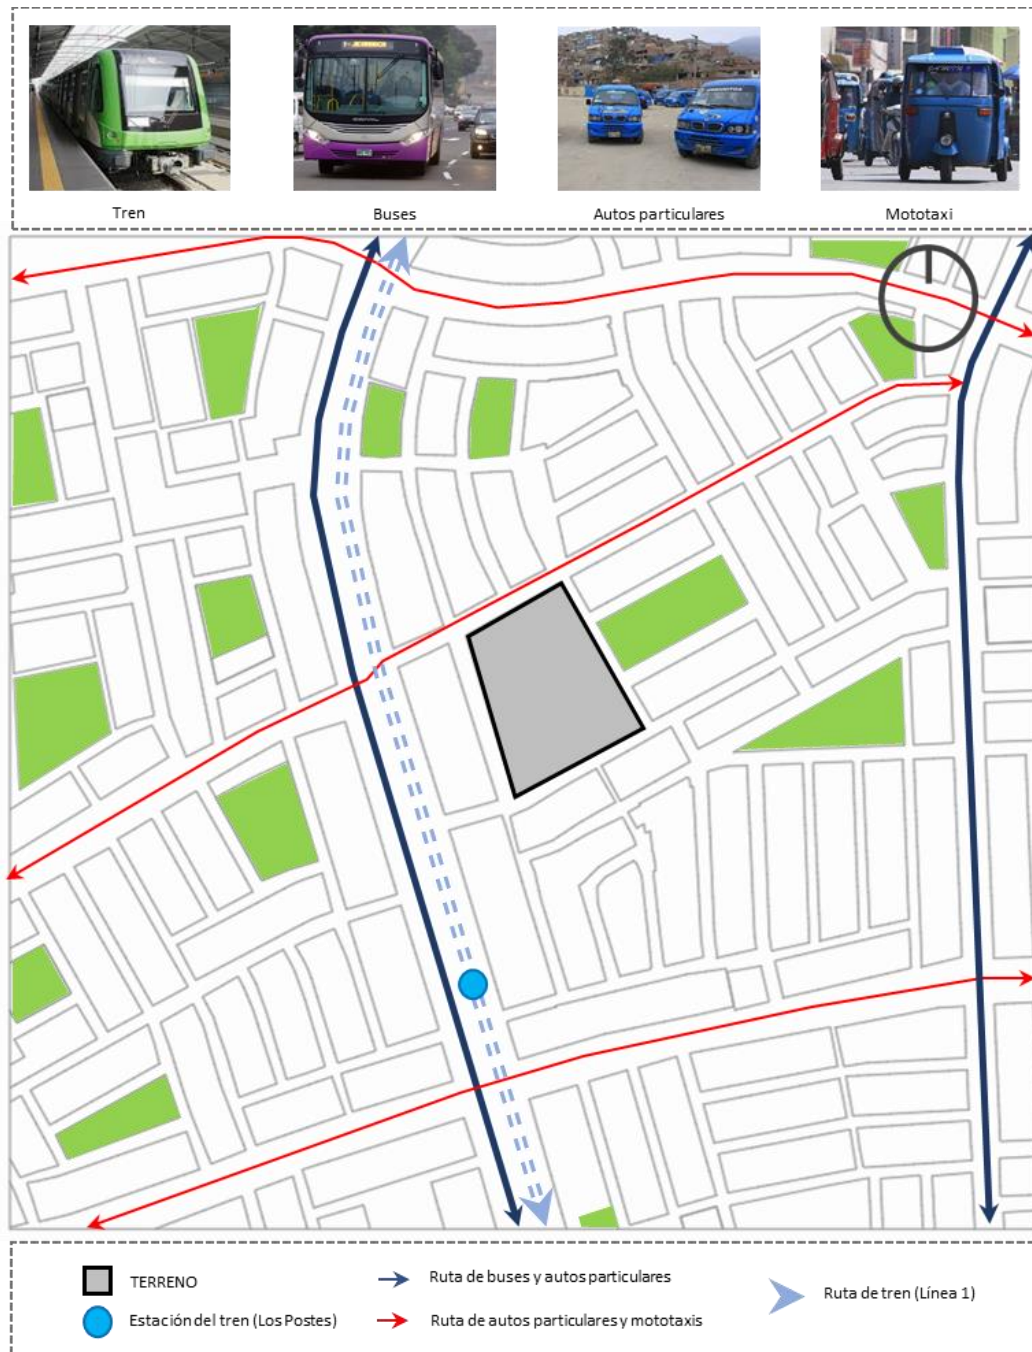 Tren
Buses
Autos particulares
Mototaxi
TERRENO
Ruta de buses y autos particulares
Ruta de tren (Línea 1)
Estación del tren (Los Postes)
Ruta de autos particulares y mototaxis